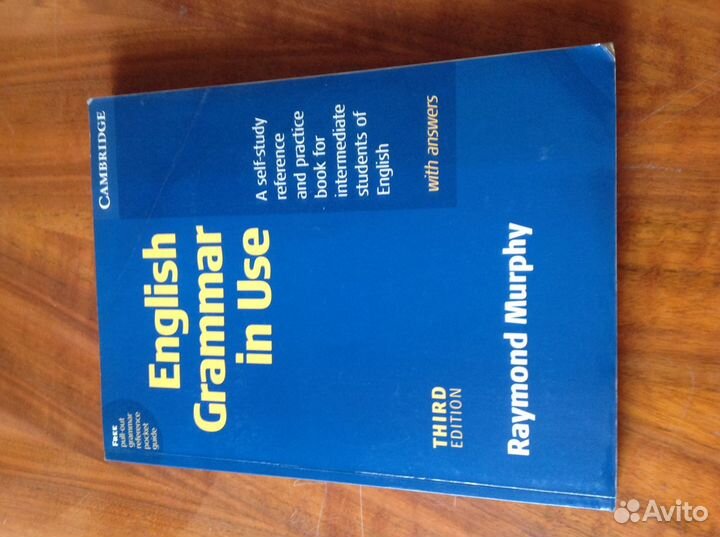 CAMBRIDGE
English
Grammar
in Use
A self-study
reference
and practice
book for
intermediate
students of
English
with answers
FREE
pull-out
grammar
reference
pocket
guide
THIRD
EDITION
Raymond Murphy
Avito